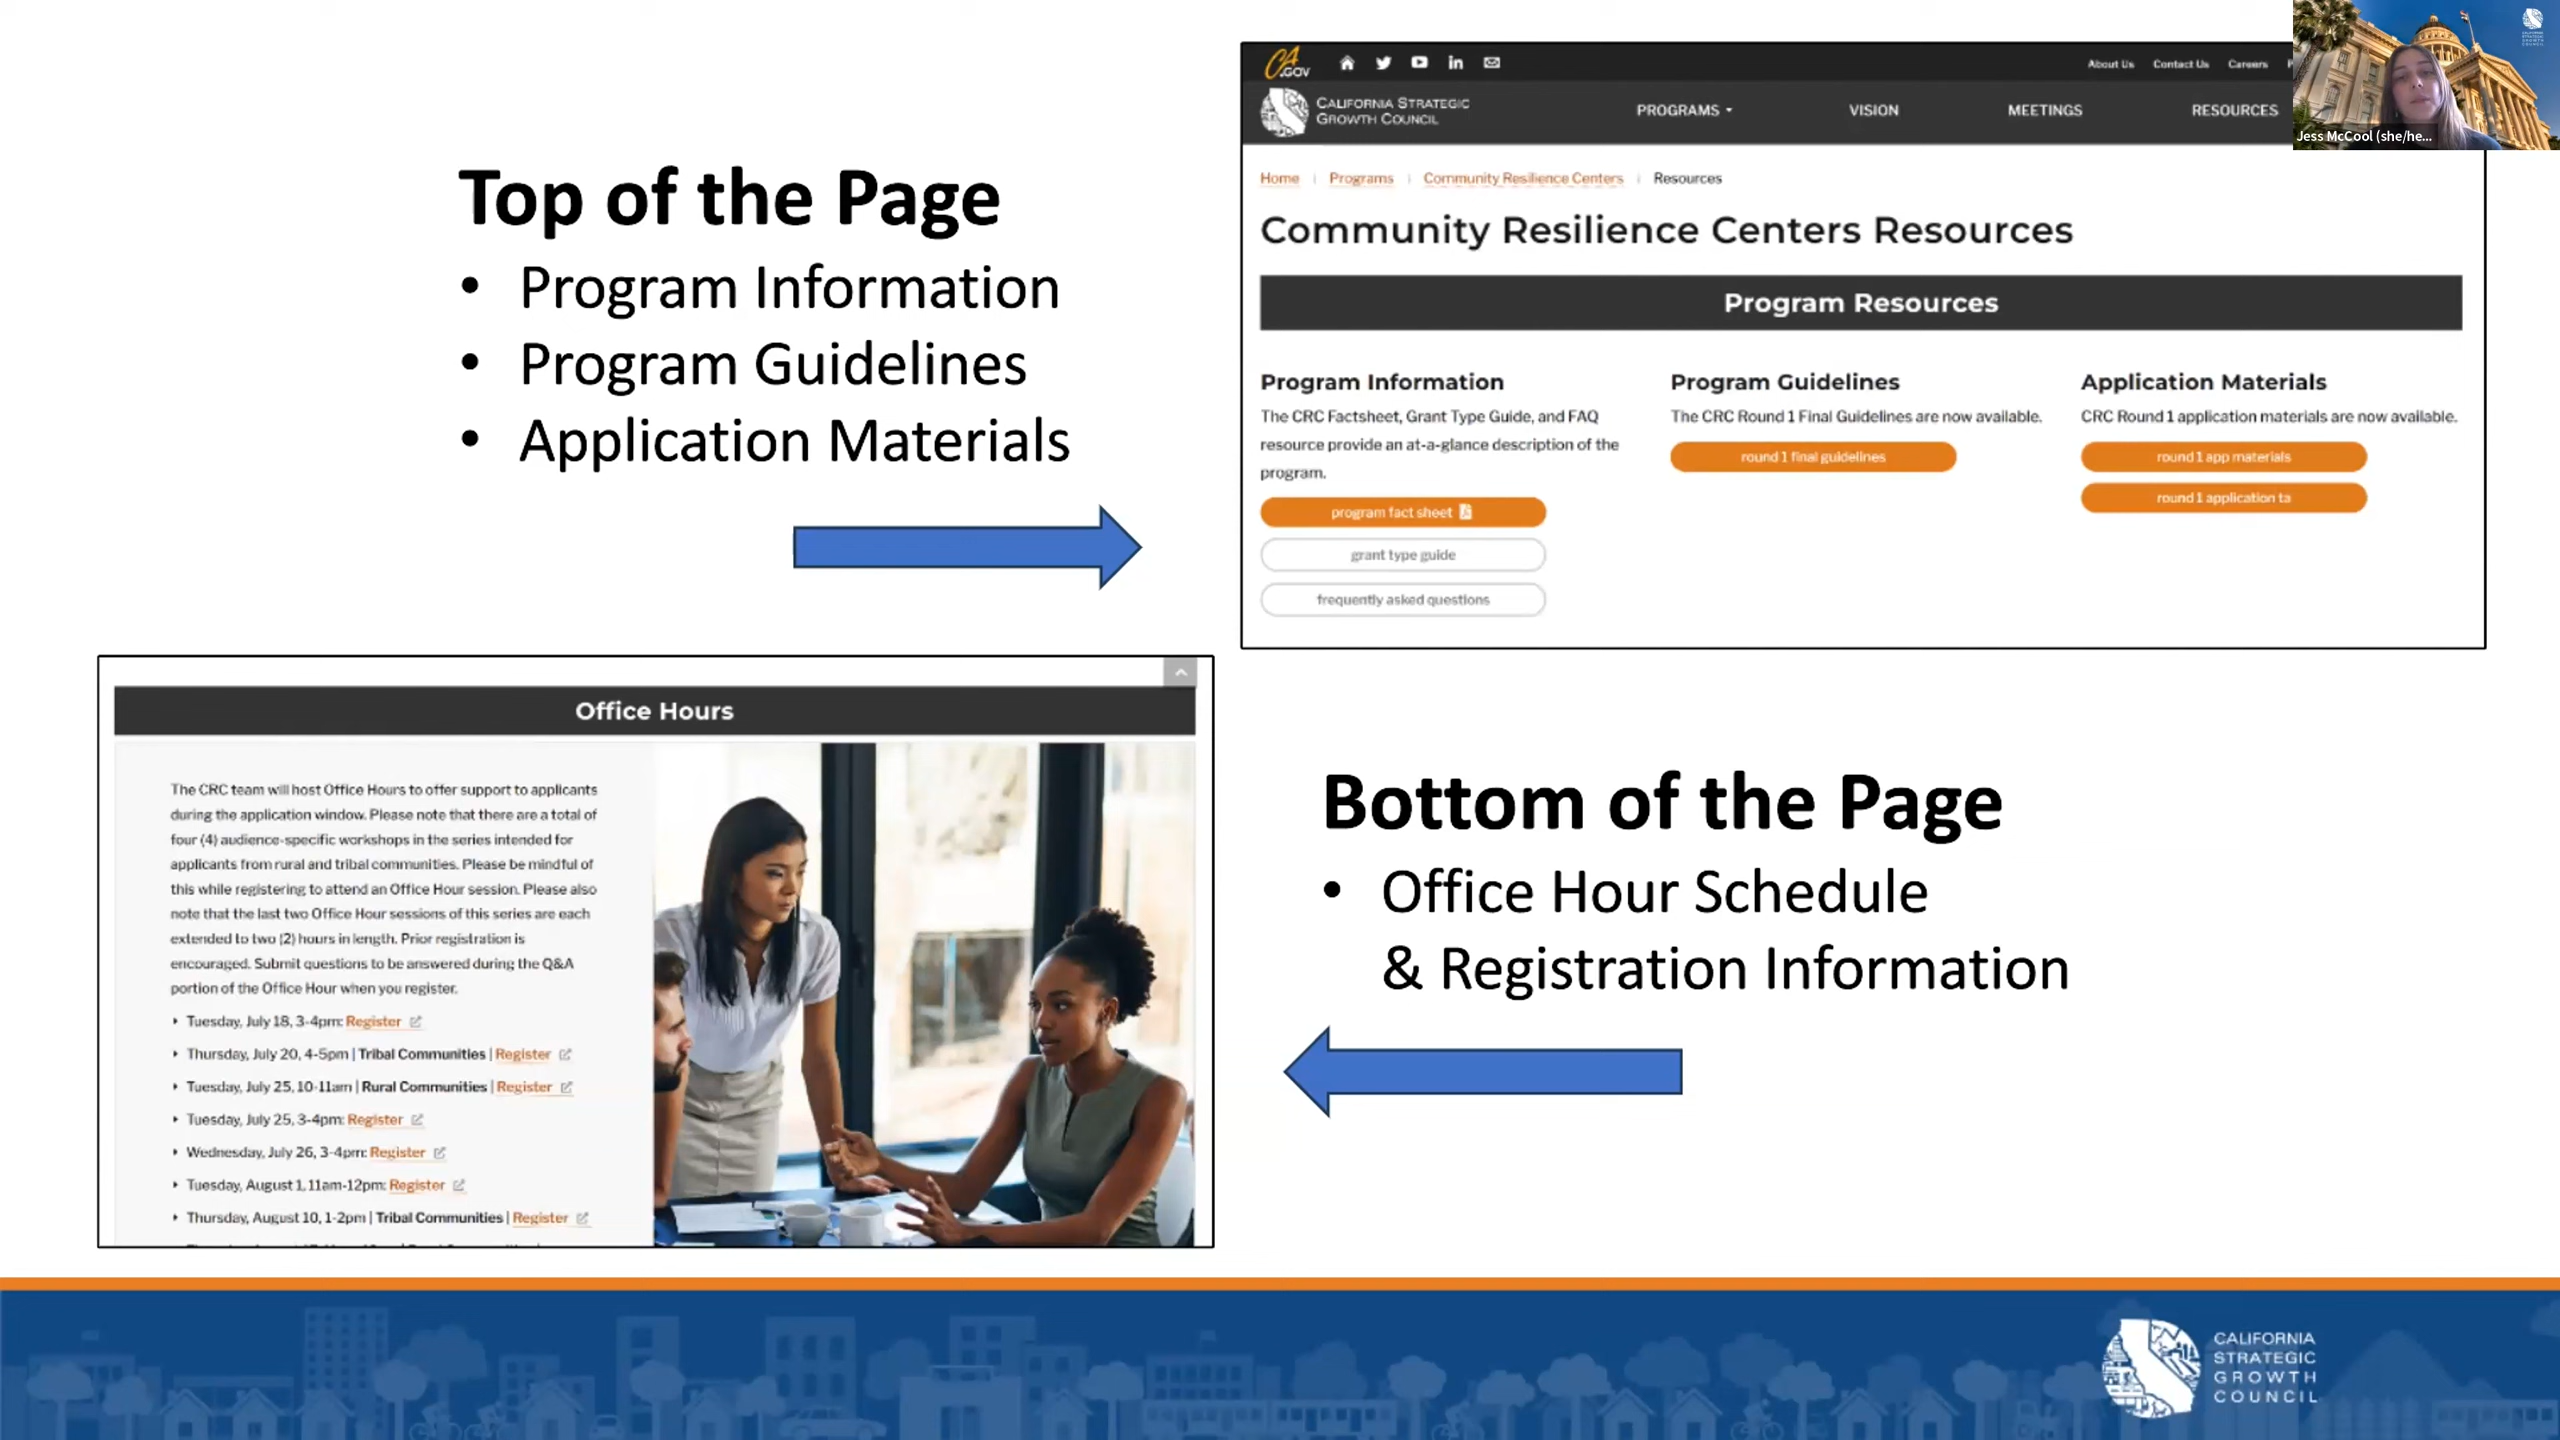 Top of the Page
• Program Information
• Program Guidelines
• Application Materials
CA.GOV
About Us Contact Us Careers
CALIFORNIA STRATEGIC
GROWTH COUNCIL
PROGRAMS VISION MEETINGS RESOURCES
Jess McCool (she/he...
Home | Programs | Community Resilience Centers | Resources
Community Resilience Centers Resources
Program Resources
Program Information
The CRC Factsheet, Grant Type Guide, and FAQ
resource provide an at-a-glance description of the
program.
program fact sheet
grant type guide
frequently asked questions
Program Guidelines
The CRC Round 1 Final Guidelines are now available.
round 1 final guidelines
Application Materials
CRC Round 1 application materials are now available.
round 1 app materials
round 1 application ta
Office Hours
The CRC team will host Office Hours to offer support to applicants
during the application window. Please note that there are a total of
four (4) audience-specific workshops in the series intended for
applicants from rural and tribal communities. Please be mindful of
this while registering to attend an Office Hour session. Please also
note that the last two Office Hour sessions of this series are each
extended to two (2) hours in length. Prior registration is
encouraged. Submit questions to be answered during the Q&A
portion of the Office Hour when you register.
Tuesday, July 18, 3-4pm: Register
Thursday, July 20, 4-5pm | Tribal Communities | Register
Tuesday, July 25, 10-11am | Rural Communities | Register
Tuesday, July 25, 3-4pm: Register
Wednesday, July 26, 3-4pm: Register
Tuesday, August 1, 11am-12pm: Register
Thursday, August 10, 1-2pm | Tribal Communities | Register
Bottom of the Page
• Office Hour Schedule
& Registration Information
CALIFORNIA
STRATEGIC
GROWTH
COUNCIL